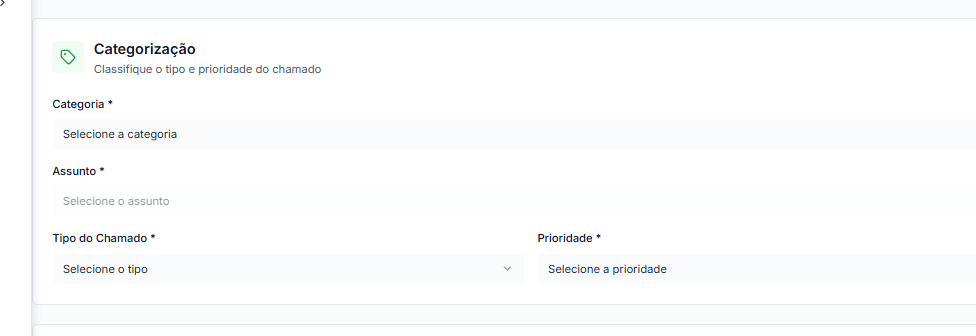 Categorização
Classifique o tipo e prioridade do chamado
Categoria *
Selecione a categoria
Assunto *
Selecione o assunto
Tipo do Chamado *
Prioridade *
Selecione o tipo
Selecione a prioridade